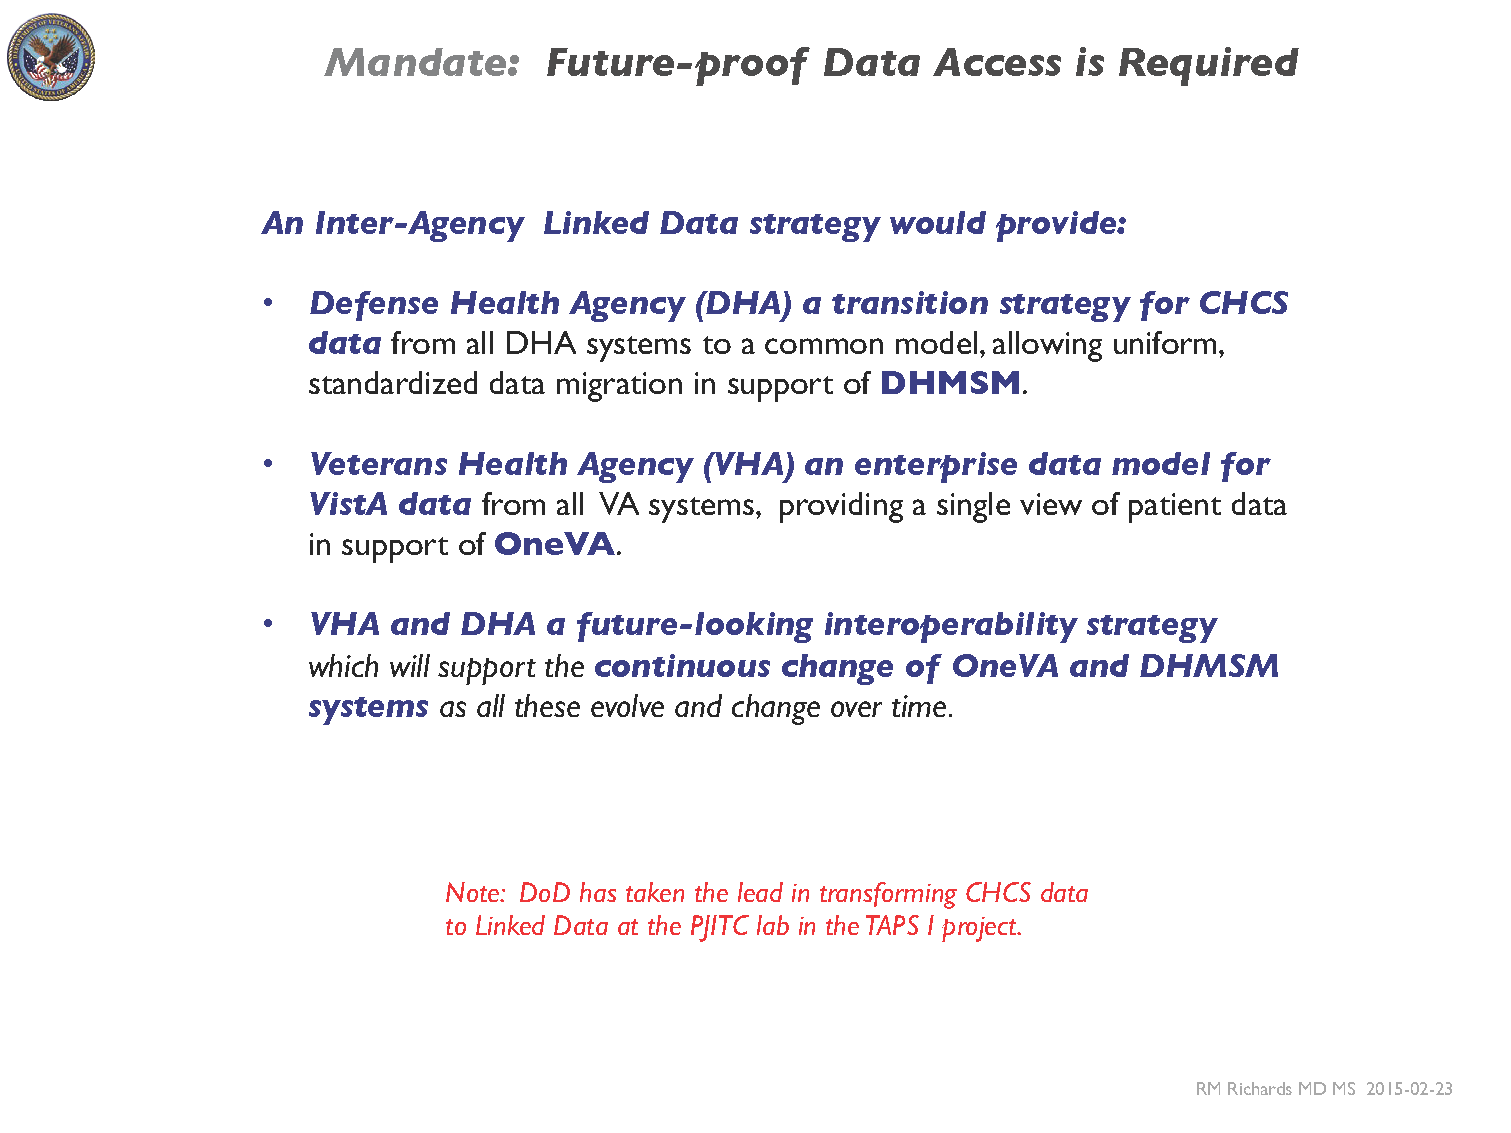 Mandate: Future-proof Data Access is Required
An Inter-Agency Linked Data strategy would provide:
• Defense Health Agency (DHA) a transition strategy for CHCS
data from all DHA systems to a common model, allowing uniform,
standardized data migration in support of DHMSM.
• Veterans Health Agency (VHA) an enterprise data model for
VistA data from all VA systems, providing a single view of patient data
in support of OneVA.
• VHA and DHA a future-looking interoperability strategy
which will support the continuous change of OneVA and DHMSM
systems as all these evolve and change over time.
Note: DoD has taken the lead in transforming CHCS data
to Linked Data at the PJITC lab in the TAPS I project.
RM Richards MD MS 2015-02-23